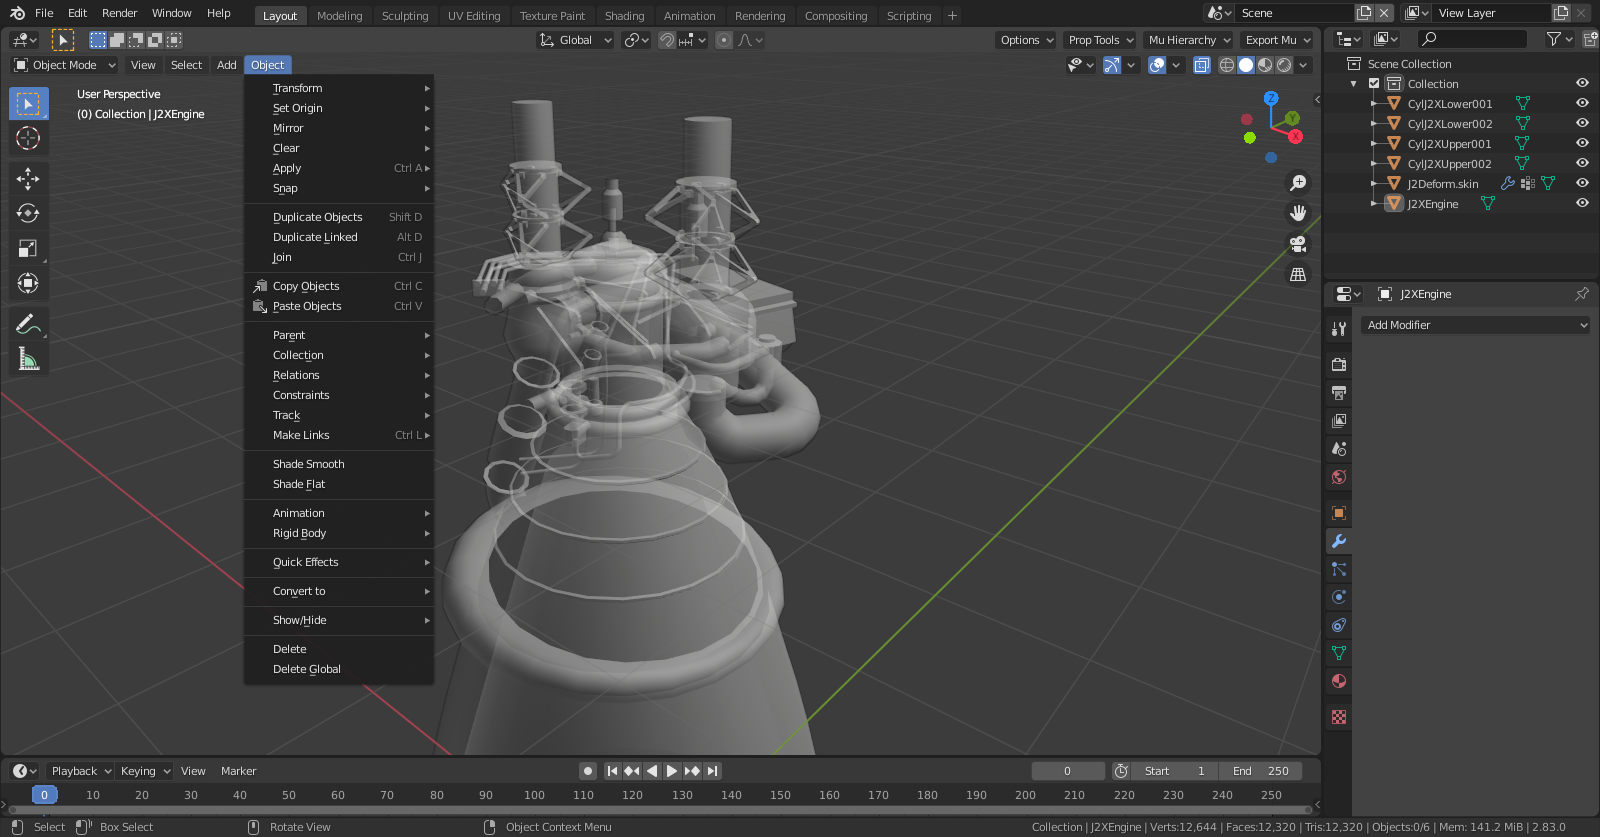 File Edit Render Window Help
Layout Modeling Sculpting UV Editing Texture Paint Shading Animation Rendering Compositing Scripting +
Scene
View Layer
Global
Options Prop Tools Mu Hierarchy Export Mu
Object Mode View Select Add Object
User Perspective
(0) Collection | J2XEngine
Transform
Set Origin
Mirror
Clear
Apply Ctrl A
Snap
Duplicate Objects Shift D
Duplicate Linked Alt D
Join Ctrl J
Copy Objects Ctrl C
Paste Objects Ctrl V
Parent
Collection
Relations
Constraints
Track
Make Links Ctrl L
Shade Smooth
Shade Flat
Animation
Rigid Body
Quick Effects
Convert to
Show/Hide
Delete
Delete Global
Z
Y
X
Scene Collection
Collection
CylJ2XLower001
CylJ2XLower002
CylJ2XUpper001
CylJ2XUpper002
J2Deform.skin
J2XEngine
J2XEngine
Add Modifier
Playback Keying View Marker
0
Start 1
End 250
0 10 20 30 40 50 60 70 80 90 100 110 120 130 140 150 160 170 180 190 200 210 220 230 240 250
Select Box Select Rotate View Object Context Menu
Collection | J2XEngine | Verts:12,644 | Faces:12,320 | Tris:12,320 | Objects:0/6 | Mem: 141.2 MiB | 2.83.0